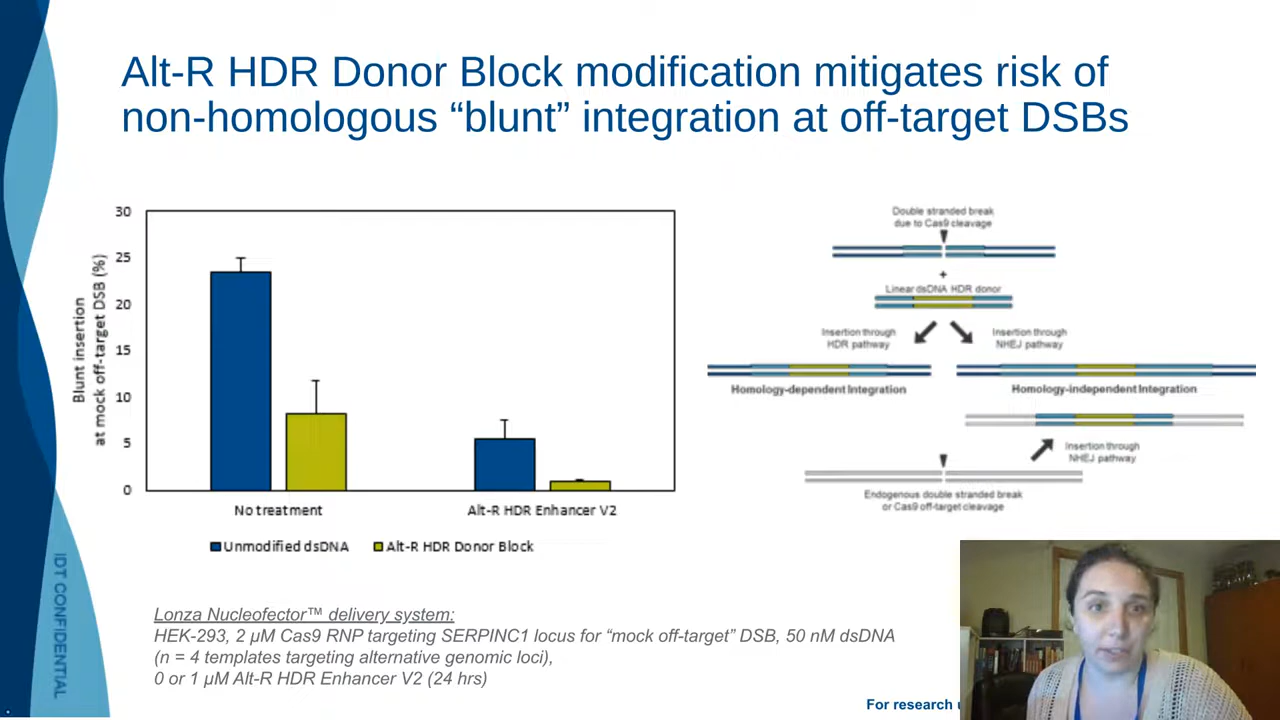 Alt-R HDR Donor Block modification mitigates risk of
non-homologous “blunt” integration at off-target DSBs
Blunt insertion
at mock off-target DSB (%)
30
25
20
15
10
5
0
No treatment
Alt-R HDR Enhancer V2
Unmodified dsDNA
Alt-R HDR Donor Block
Double stranded break
due to Cas9 cleavage
+
Linear dsDNA HDR donor
Insertion through
HDR pathway
Insertion through
NHEJ pathway
Homology-dependent Integration
Homology-independent Integration
Insertion through
NHEJ pathway
Endogenous double stranded break
or Cas9 off-target cleavage
IDT CONFIDENTIAL
Lonza Nucleofector™ delivery system:
HEK-293, 2 µM Cas9 RNP targeting SERPINC1 locus for “mock off-target” DSB, 50 nM dsDNA
(n = 4 templates targeting alternative genomic loci),
0 or 1 µM Alt-R HDR Enhancer V2 (24 hrs)
For research